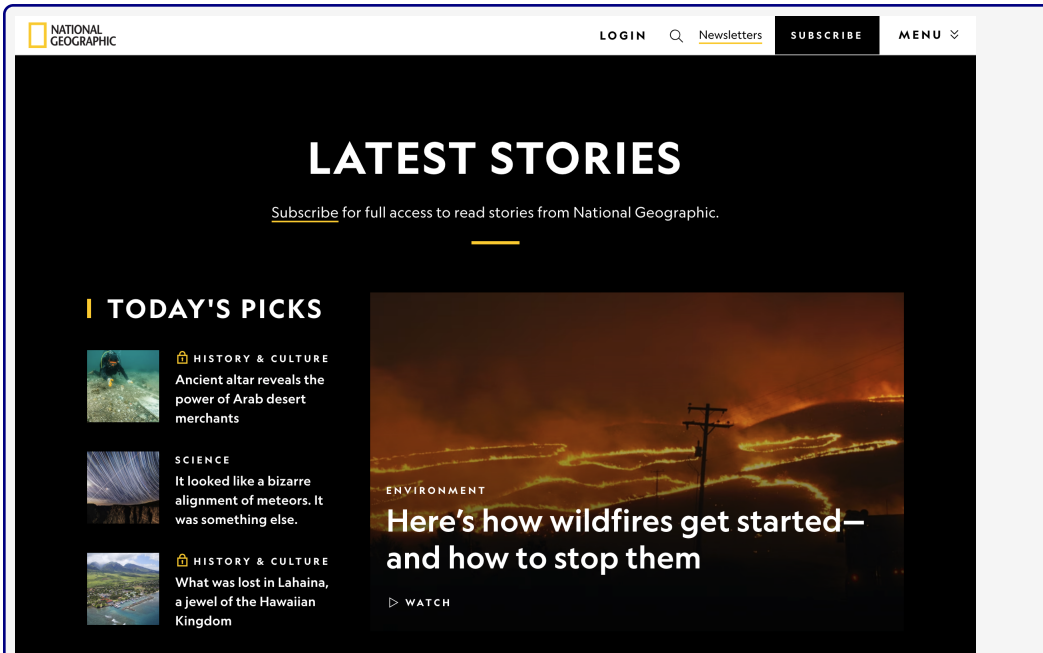 NATIONAL
GEOGRAPHIC
LOGIN
Newsletters
SUBSCRIBE
MENU
LATEST STORIES
Subscribe for full access to read stories from National Geographic.
TODAY'S PICKS
HISTORY & CULTURE
Ancient altar reveals the
power of Arab desert
merchants
SCIENCE
It looked like a bizarre
alignment of meteors. It
was something else.
HISTORY & CULTURE
What was lost in Lahaina,
a jewel of the Hawaiian
Kingdom
ENVIRONMENT
Here’s how wildfires get started—
and how to stop them
WATCH